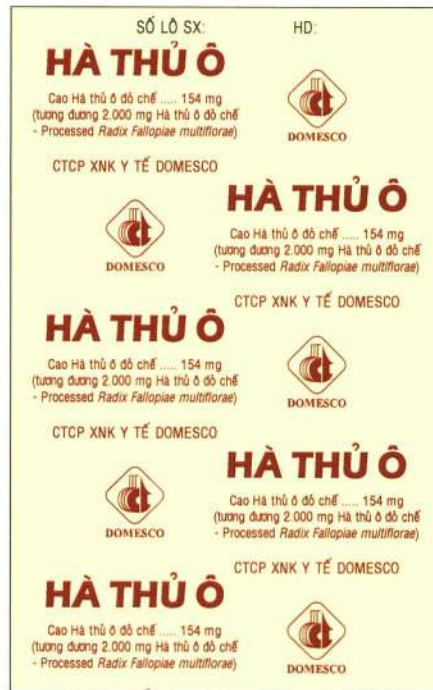 SỐ LÔ SX: HD:
HÀ THỦ Ô
Cao Hà thủ ô đỏ chế ..... 154 mg
(tương đương 2.000 mg Hà thủ ô đỏ chế
- Processed Radix Fallopiae multiflorae)
DOMESCO
CTCP XNK Y TẾ DOMESCO
HÀ THỦ Ô
Cao Hà thủ ô đỏ chế ..... 154 mg
(tương đương 2.000 mg Hà thủ ô đỏ chế
- Processed Radix Fallopiae multiflorae)
DOMESCO
CTCP XNK Y TẾ DOMESCO
HÀ THỦ Ô
Cao Hà thủ ô đỏ chế ..... 154 mg
(tương đương 2.000 mg Hà thủ ô đỏ chế
- Processed Radix Fallopiae multiflorae)
DOMESCO
CTCP XNK Y TẾ DOMESCO
HÀ THỦ Ô
Cao Hà thủ ô đỏ chế ..... 154 mg
(tương đương 2.000 mg Hà thủ ô đỏ chế
- Processed Radix Fallopiae multiflorae)
DOMESCO
CTCP XNK Y TẾ DOMESCO
HÀ THỦ Ô
Cao Hà thủ ô đỏ chế ..... 154 mg
(tương đương 2.000 mg Hà thủ ô đỏ chế
- Processed Radix Fallopiae multiflorae)
DOMESCO